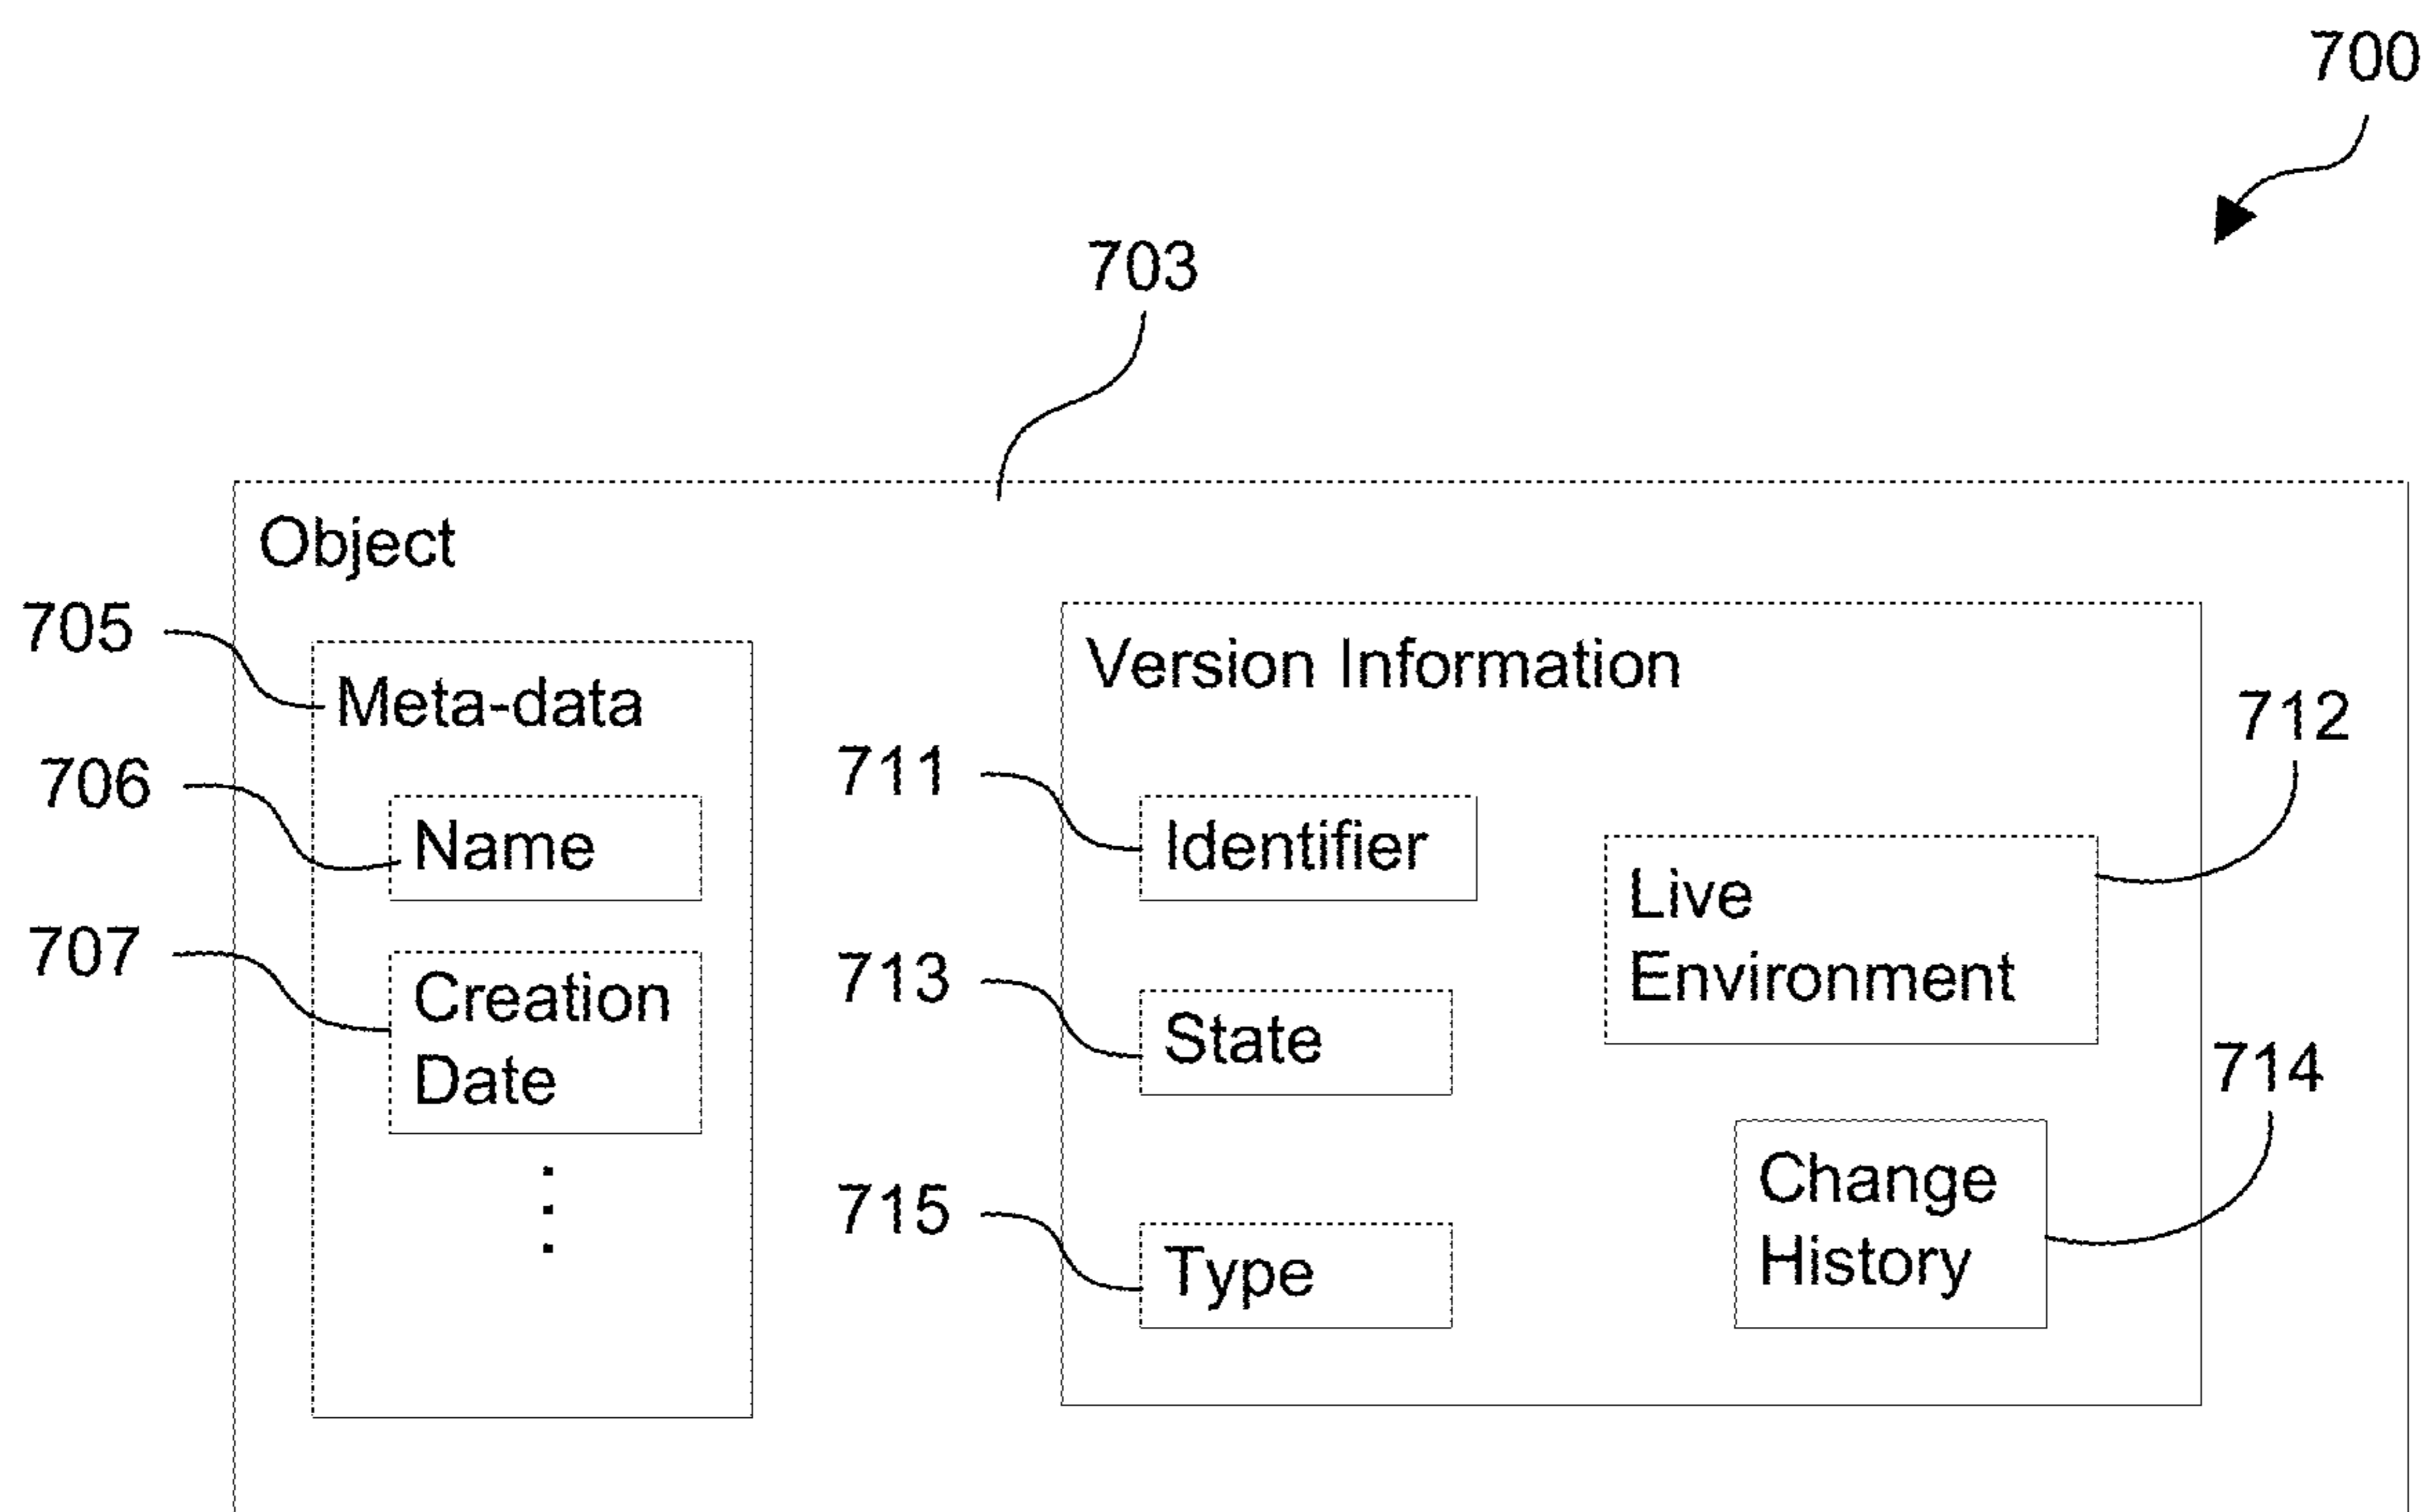 700
703
Object
705
Meta-data
Version Information
706
Name
711
Identifier
712
Live
Environment
707
Creation
Date
713
State
714
Change
History
715
Type